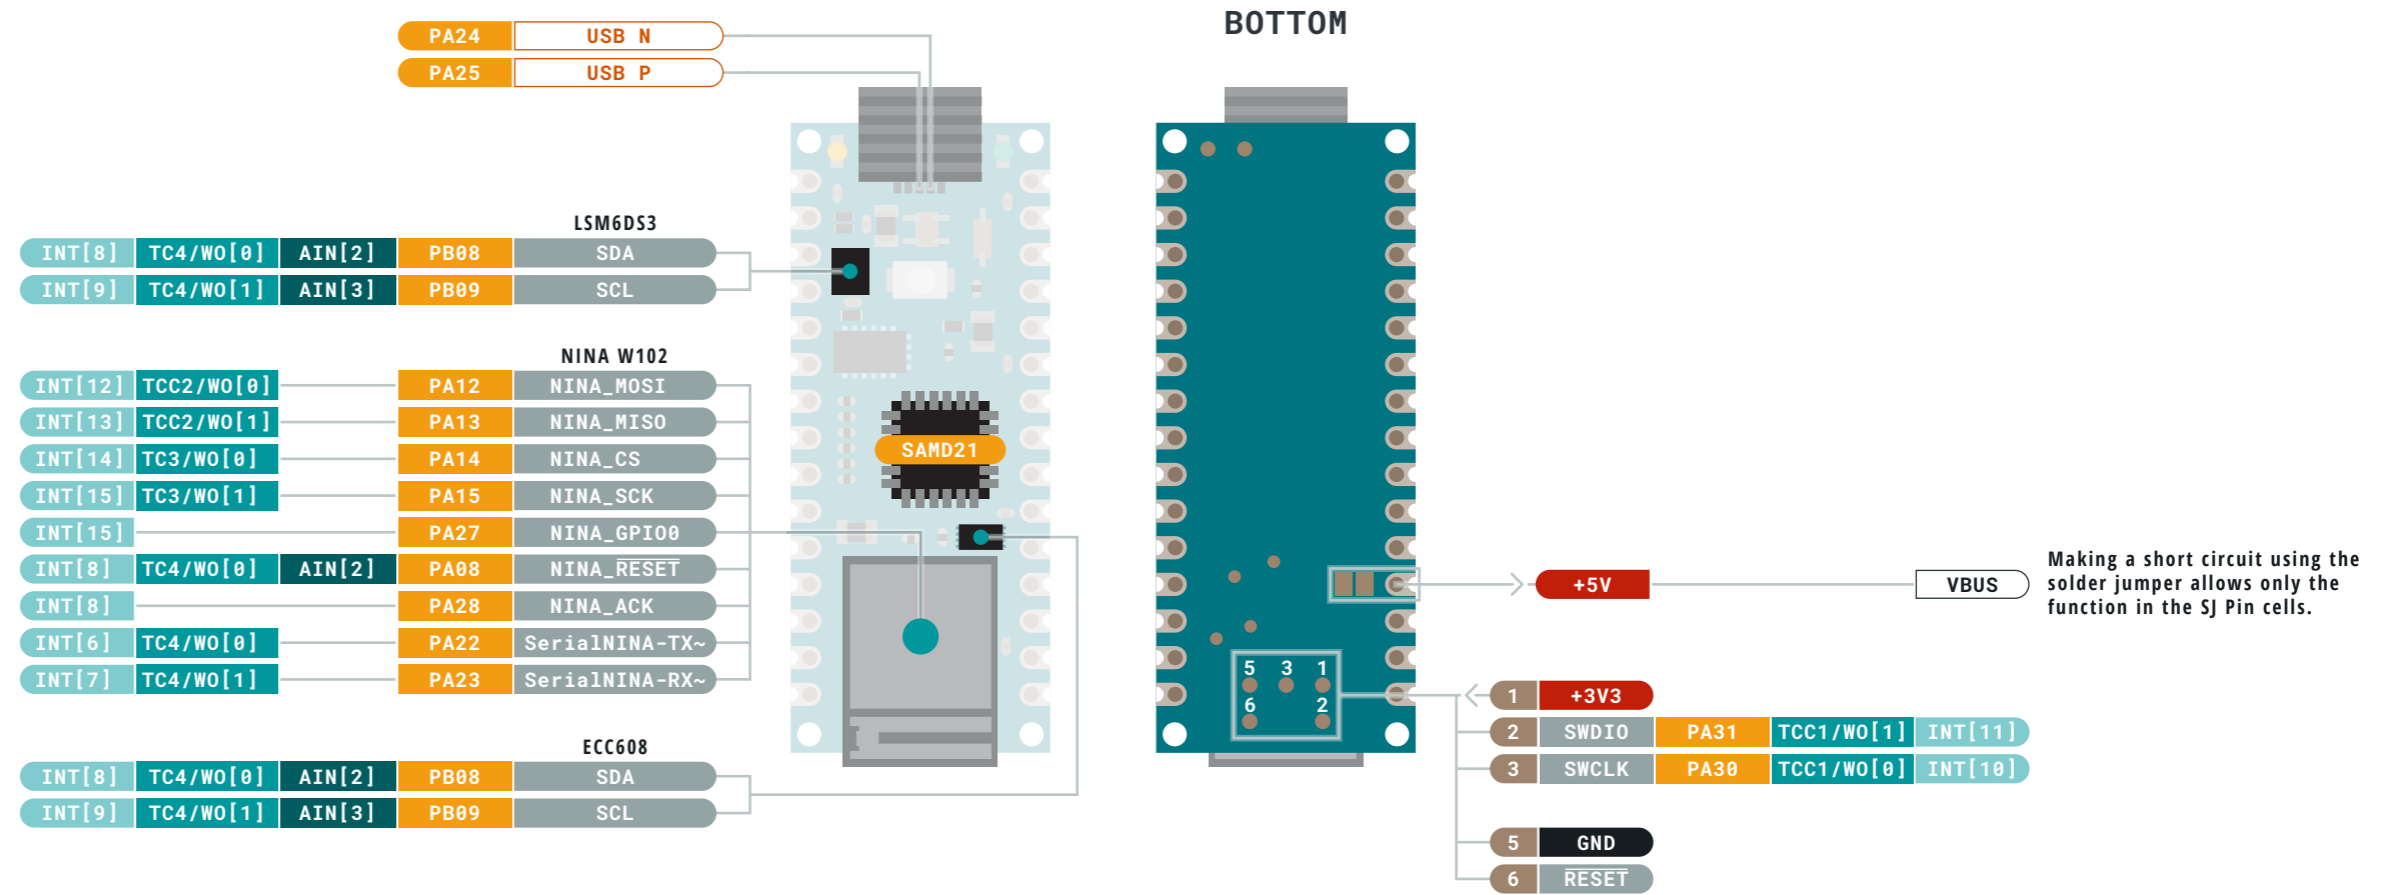 BOTTOM
PA24 USB N
PA25 USB P
LSM6DS3
INT[8] TC4/WO[0] AIN[2] PB08 SDA
INT[9] TC4/WO[1] AIN[3] PB09 SCL
NINA W102
INT[12] TCC2/WO[0] PA12 NINA_MOSI
INT[13] TCC2/WO[1] PA13 NINA_MISO
INT[14] TC3/WO[0] PA14 NINA_CS
INT[15] TC3/WO[1] PA15 NINA_SCK
INT[15] PA27 NINA_GPIO0
INT[8] TC4/WO[0] AIN[2] PA08 NINA_RESET
INT[8] PA28 NINA_ACK
INT[6] TC4/WO[0] PA22 SerialNINA-TX~
INT[7] TC4/WO[1] PA23 SerialNINA-RX~
ECC608
INT[8] TC4/WO[0] AIN[2] PB08 SDA
INT[9] TC4/WO[1] AIN[3] PB09 SCL
SAMD21
+5V VBUS
Making a short circuit using the
solder jumper allows only the
function in the SJ Pin cells.
5 3 1
6 2
1 +3V3
2 SWDIO PA31 TCC1/WO[1] INT[11]
3 SWCLK PA30 TCC1/WO[0] INT[10]
5 GND
6 RESET